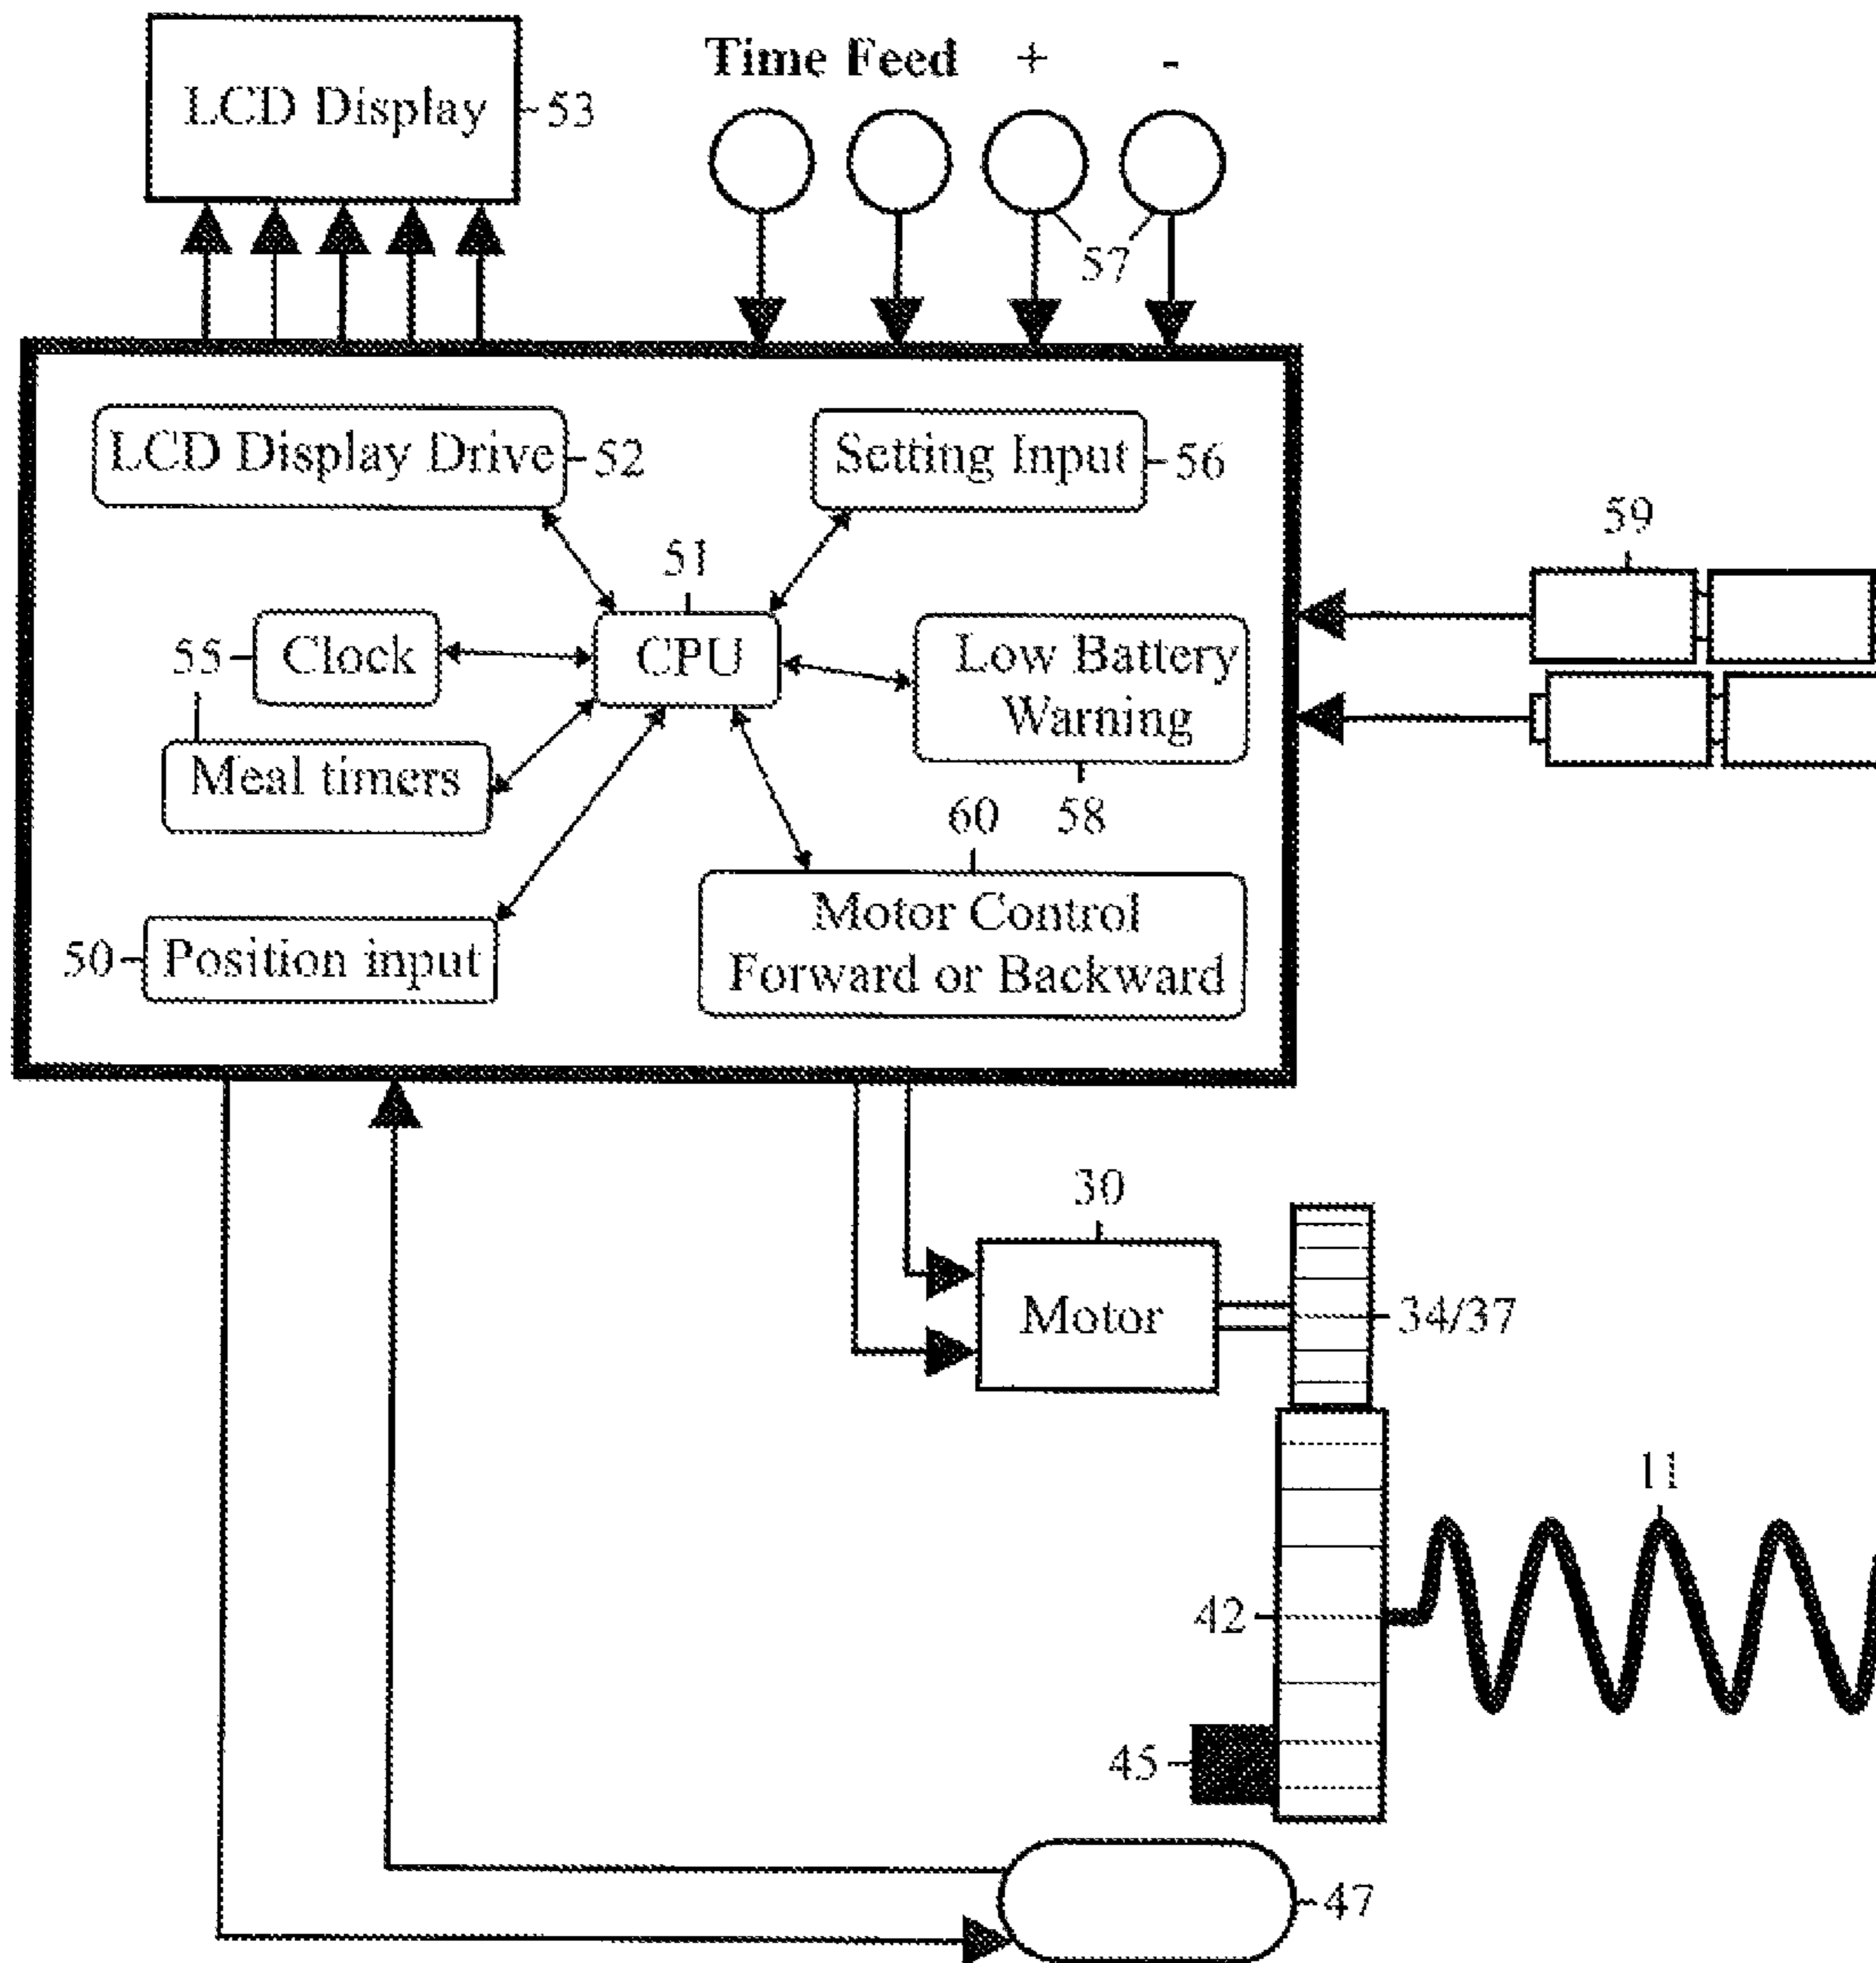 LCD Display
53
Time Feed + -
57
LCD Display Drive
52
Setting Input
56
51
CPU
55
Clock
Meal timers
Low Battery
Warning
58
59
60
Motor Control
Forward or Backward
50
Position input
30
Motor
34/37
11
42
45
47